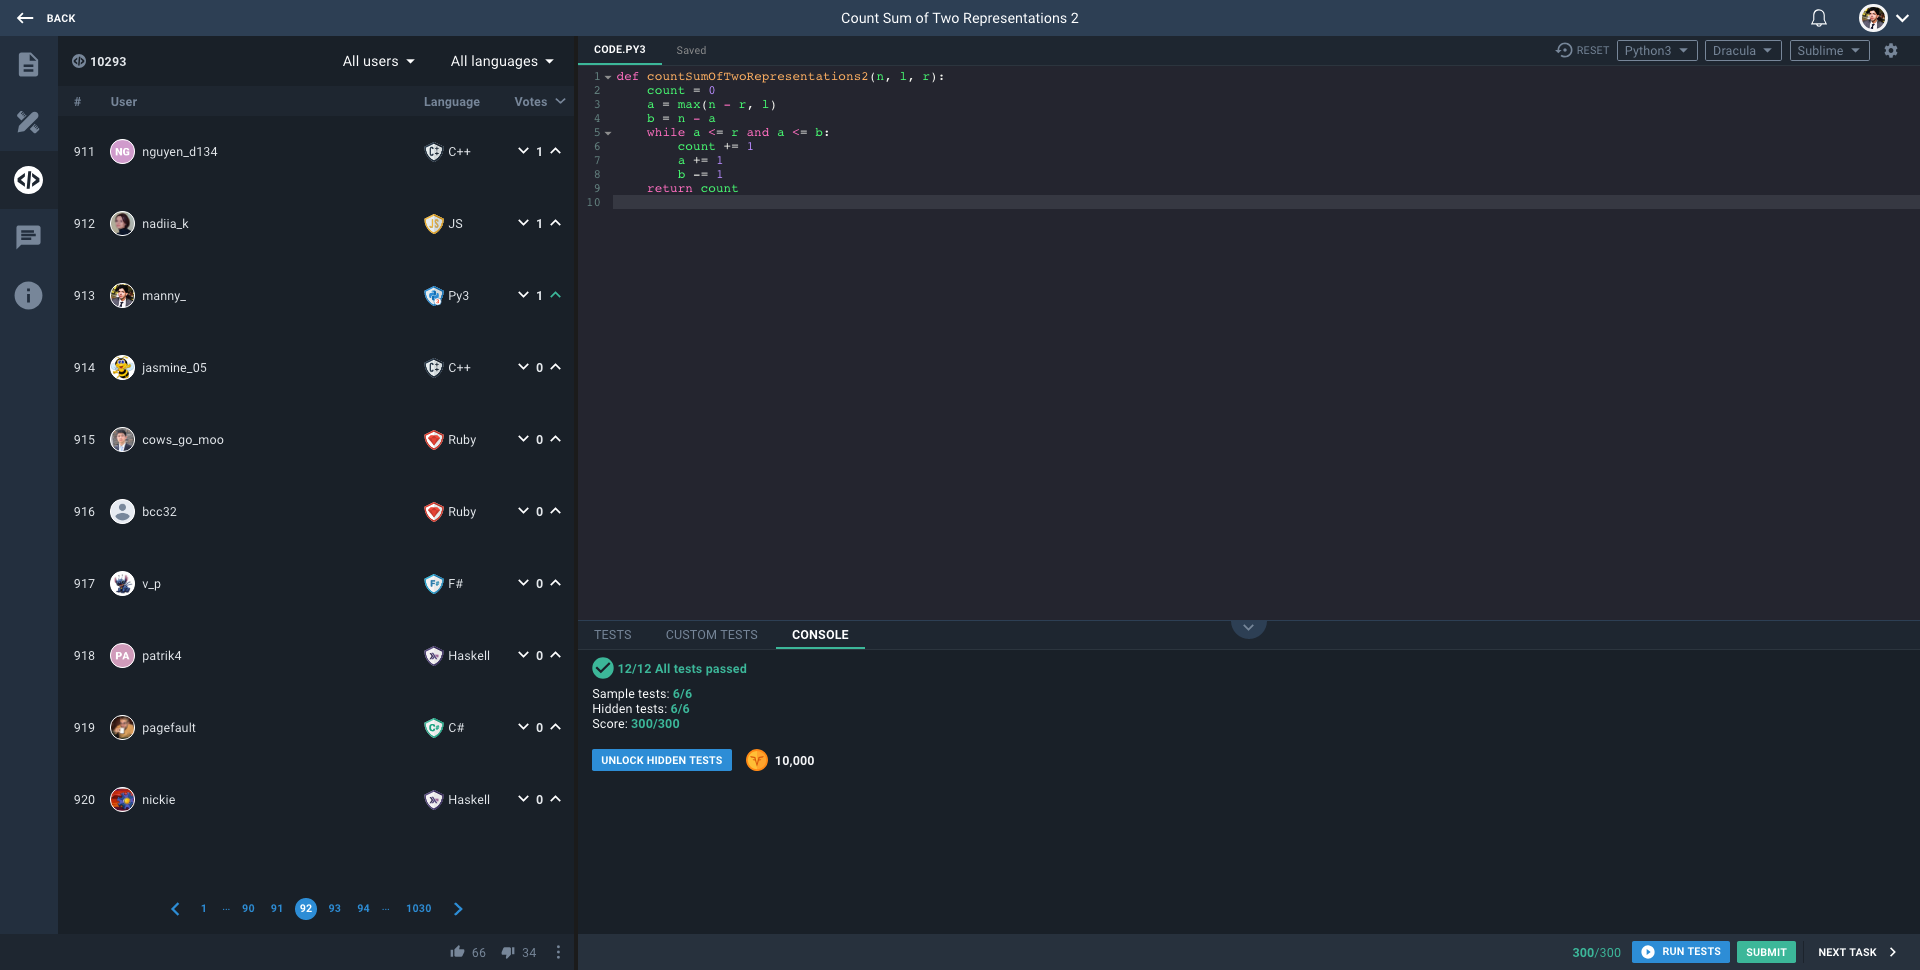 BACK
Count Sum of Two Representations 2
10293
All users
All languages
# User Language Votes
911 NG nguyen_d134 C++ 1
912 nadiia_k JS JS 1
913 manny_ Py3 1
914 jasmine_05 C++ 0
915 cows_go_moo Ruby 0
916 bcc32 Ruby 0
917 v_p F# F# 0
918 PA patrik4 Haskell 0
919 pagefault C# C# 0
920 nickie Haskell 0
1 ... 90 91 92 93 94 ... 1030
66 34
CODE.PY3 Saved RESET Python3 Dracula Sublime
1 def countSumOfTwoRepresentations2(n, l, r):
2 count = 0
3 a = max(n - r, l)
4 b = n - a
5 while a <= r and a <= b:
6 count += 1
7 a += 1
8 b -= 1
9 return count
10
TESTS CUSTOM TESTS CONSOLE
12/12 All tests passed
Sample tests: 6/6
Hidden tests: 6/6
Score: 300/300
UNLOCK HIDDEN TESTS 10,000
300/300 RUN TESTS SUBMIT NEXT TASK